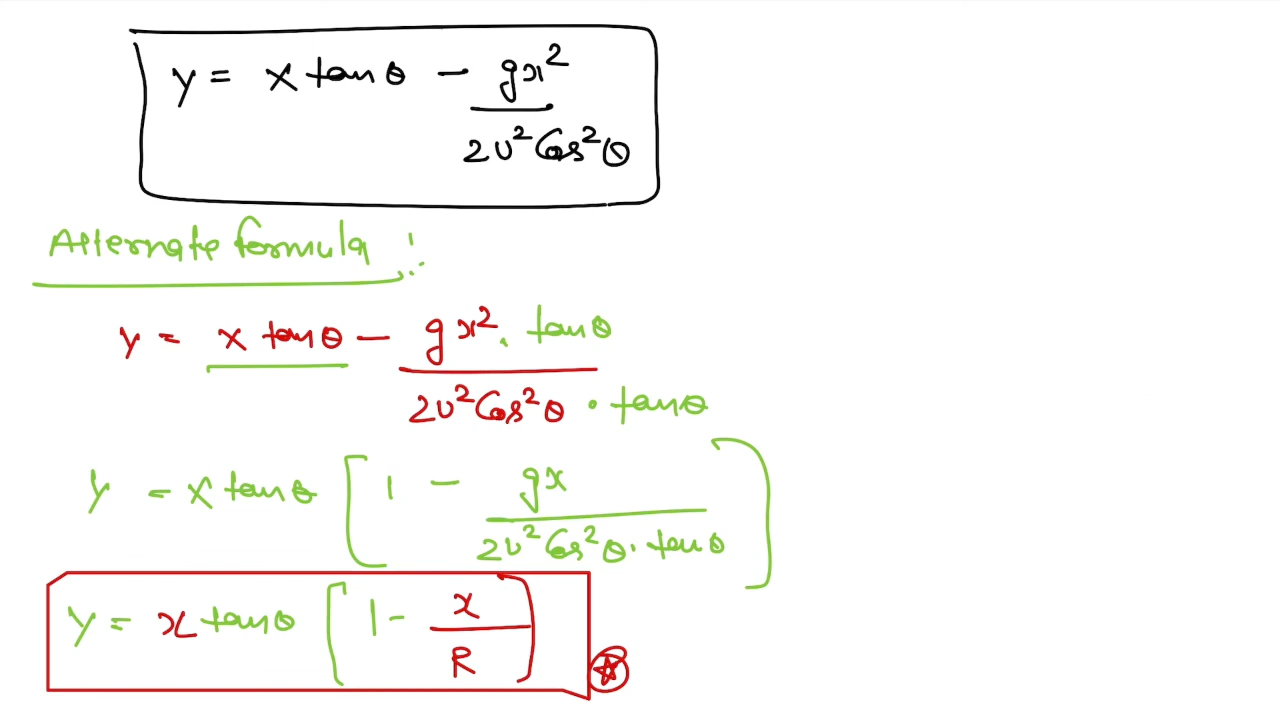 y = x tanθ − gx² / 2u²Cos²θ
Alternate formula :
y = x tanθ − gx² · tanθ / 2u²Cos²θ · tanθ
y = x tanθ [ 1 − gx / 2u²Cos²θ · tanθ ]
y = x tanθ [ 1 − x / R ]